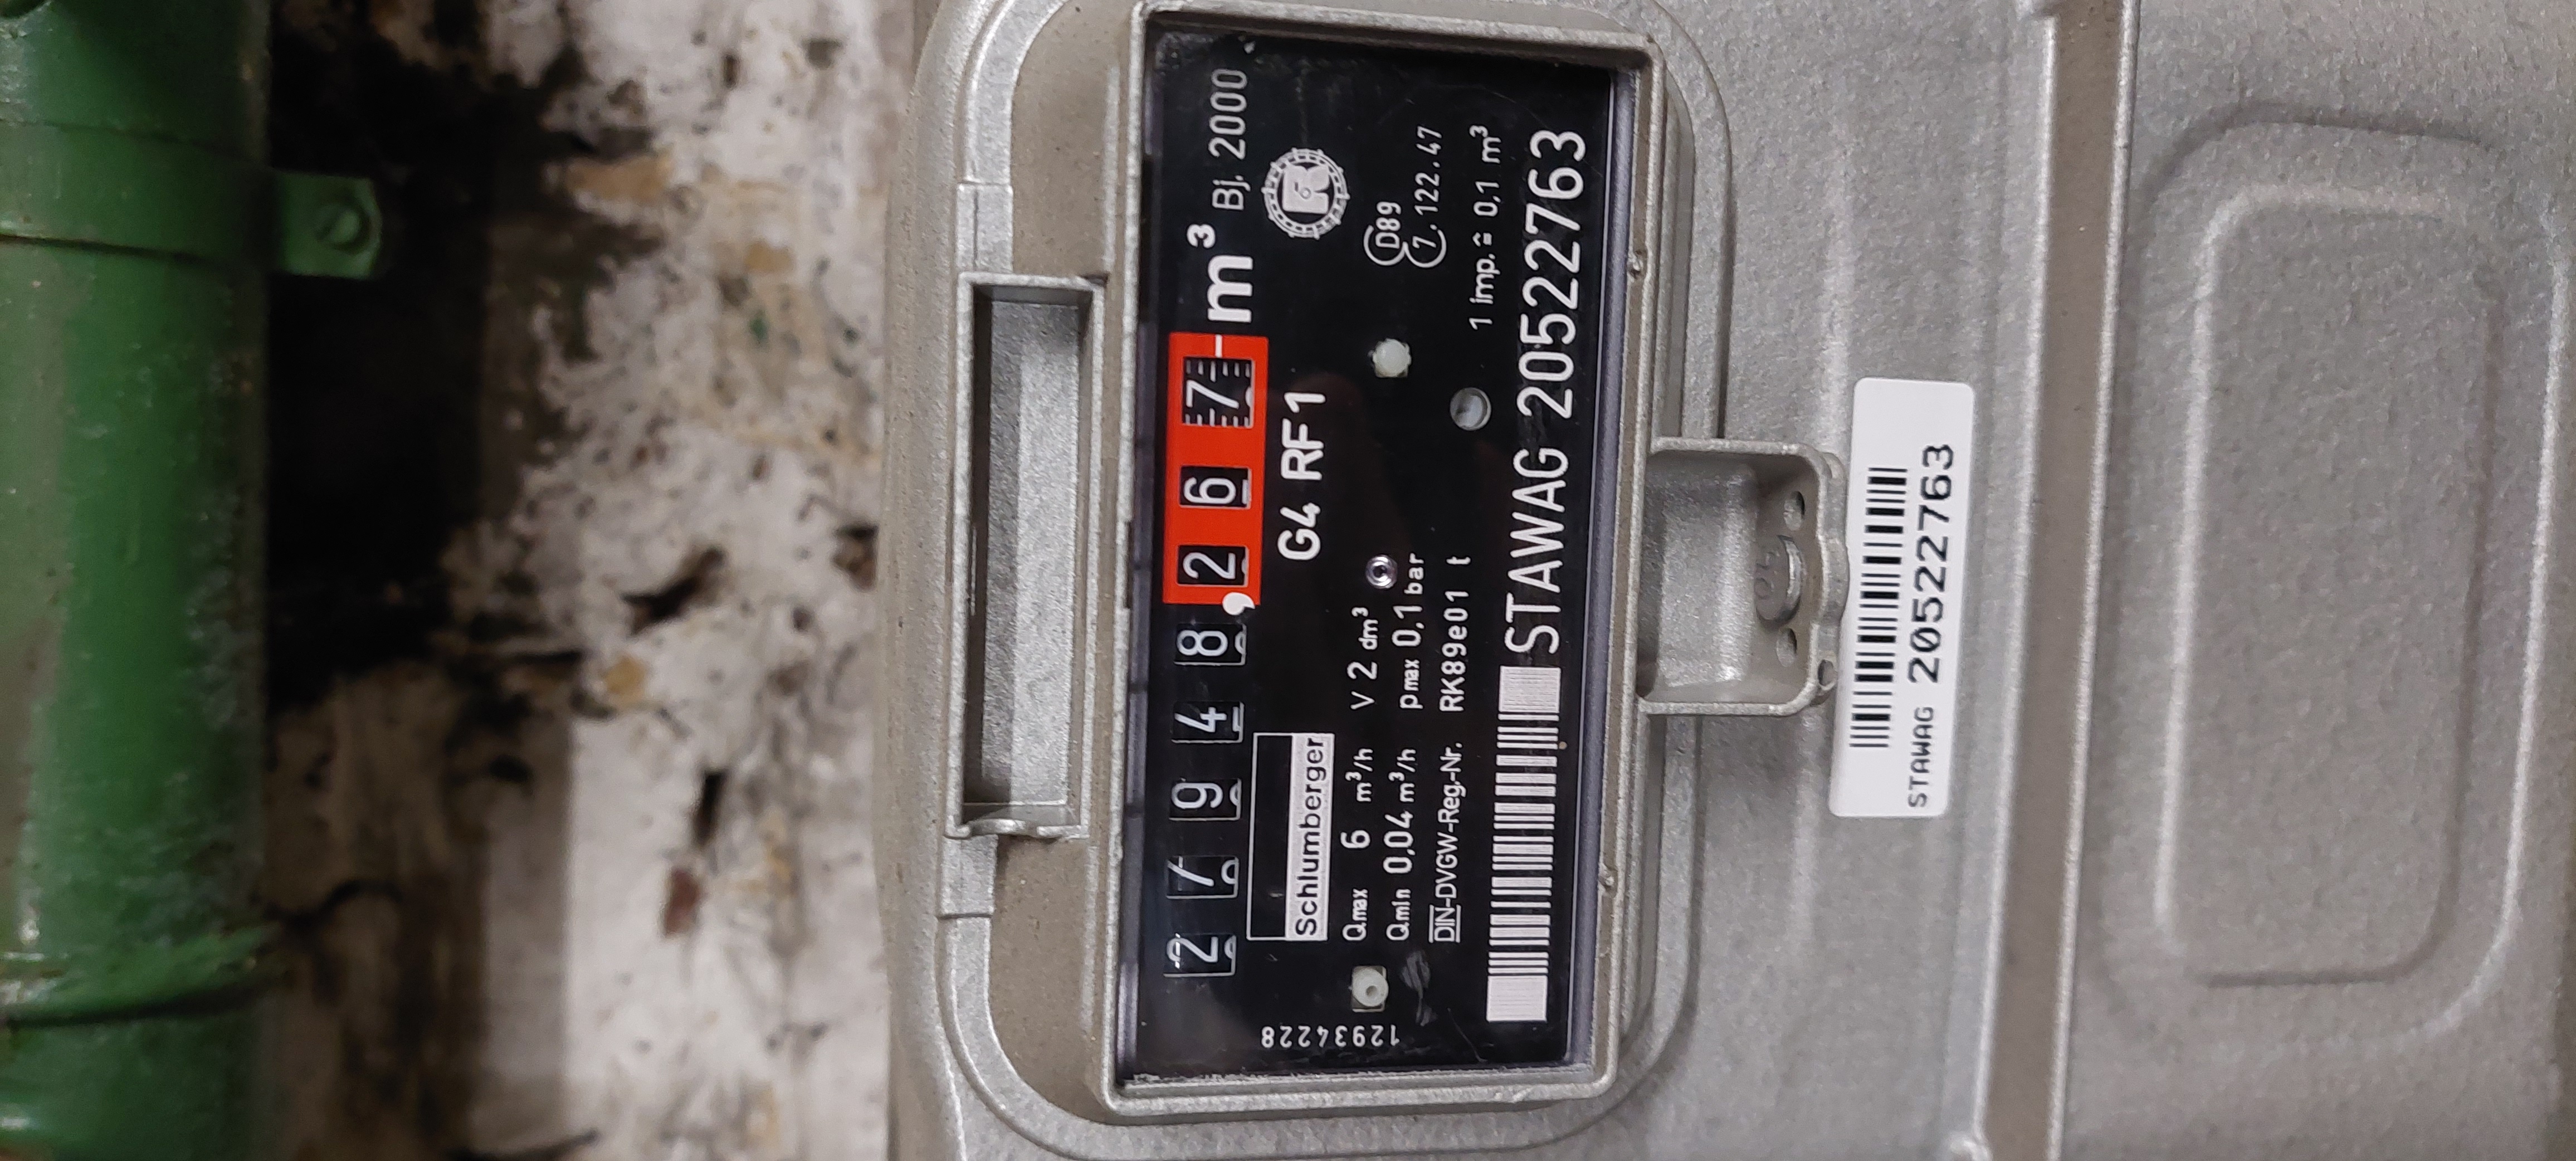 27948,267 m³ Bj. 2000
12934228
Schlumberger
G4 RF1
Qmax 6 m³/h V 2 dm³
Qmin 0,04 m³/h pmax 0,1 bar
DIN-DVGW-Reg.-Nr. RK89e01 t
R6
D89
7.122.47
1 imp. ≙ 0,1 m³
STAWAG 20522763
STAWAG 20522763